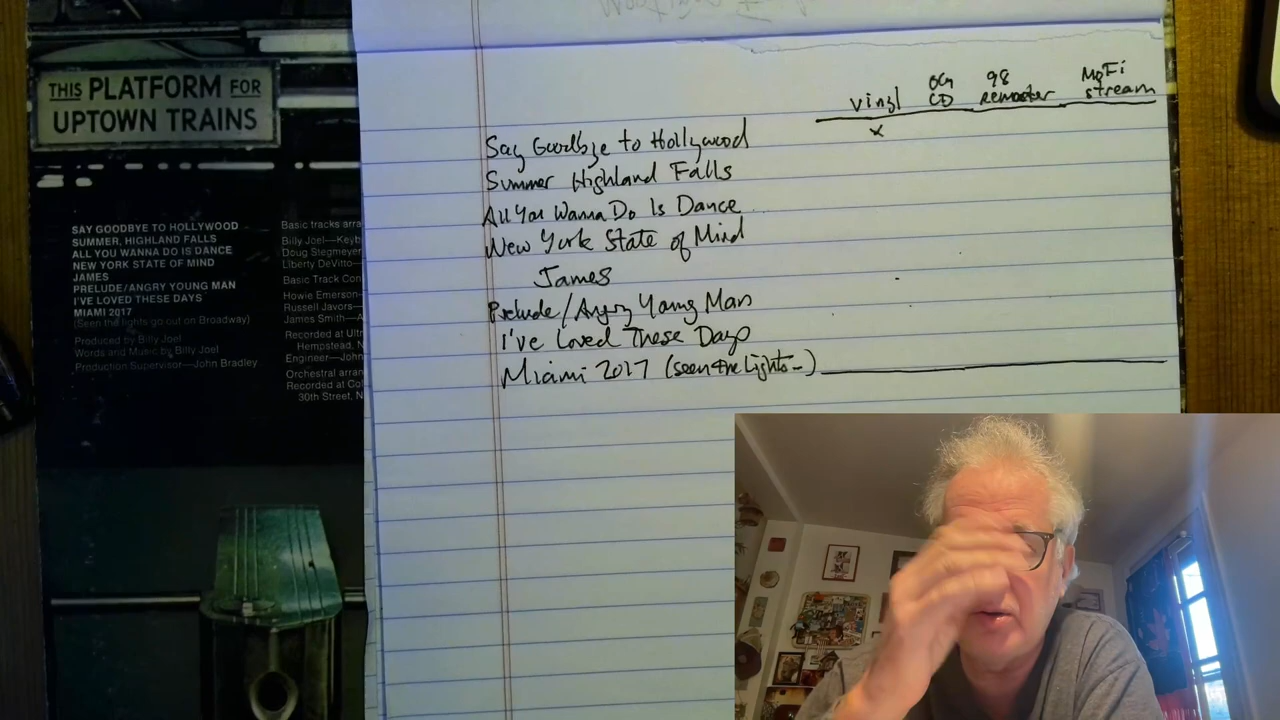 THIS PLATFORM FOR
UPTOWN TRAINS
SAY GOODBYE TO HOLLYWOOD
SUMMER, HIGHLAND FALLS
ALL YOU WANNA DO IS DANCE
NEW YORK STATE OF MIND
JAMES
PRELUDE/ANGRY YOUNG MAN
I'VE LOVED THESE DAYS
MIAMI 2017
(Seen the lights go out on Broadway)
Produced by Billy Joel
Words and Music by Billy Joel
Production Supervisor—John Bradley
Basic tracks arra
Billy Joel—Keyb
Doug Stegmeyer
Liberty DeVitto—
Basic Track Con
Howie Emerson—
Russell Javors—
James Smith—A
Recorded at Ultr
Hempstead, N
Engineer—John
Orchestral arran
Recorded at Col
30th Street, N
vinyl
CD
98
Remaster
MoFi
stream
x
Say Goodbye to Hollywood
Summer Highland Falls
All You Wanna Do Is Dance
New York State of Mind
James
Prelude/Angry Young Man
I've Loved These Days
Miami 2017 (seen the lights-)